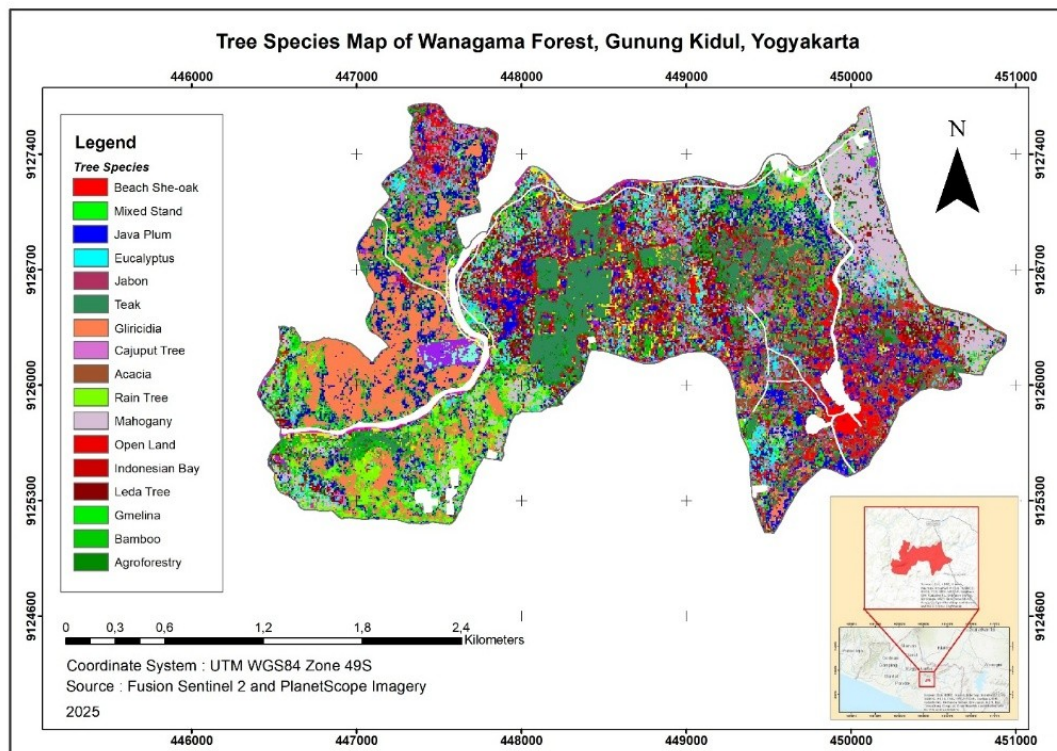 Tree Species Map of Wanagama Forest, Gunung Kidul, Yogyakarta
446000 447000 448000 449000 450000 451000
9127400 9127400
9126700 9126700
9126000 9126000
9125300 9125300
9124600 9124600
N
Legend
Tree Species
Beach She-oak
Mixed Stand
Java Plum
Eucalyptus
Jabon
Teak
Gliricidia
Cajuput Tree
Acacia
Rain Tree
Mahogany
Open Land
Indonesian Bay
Leda Tree
Gmelina
Bamboo
Agroforestry
0 0,3 0,6 1,2 1,8 2,4
Kilometers
Coordinate System : UTM WGS84 Zone 49S
Source : Fusion Sentinel 2 and PlanetScope Imagery
2025
446000 447000 448000 449000 450000 451000